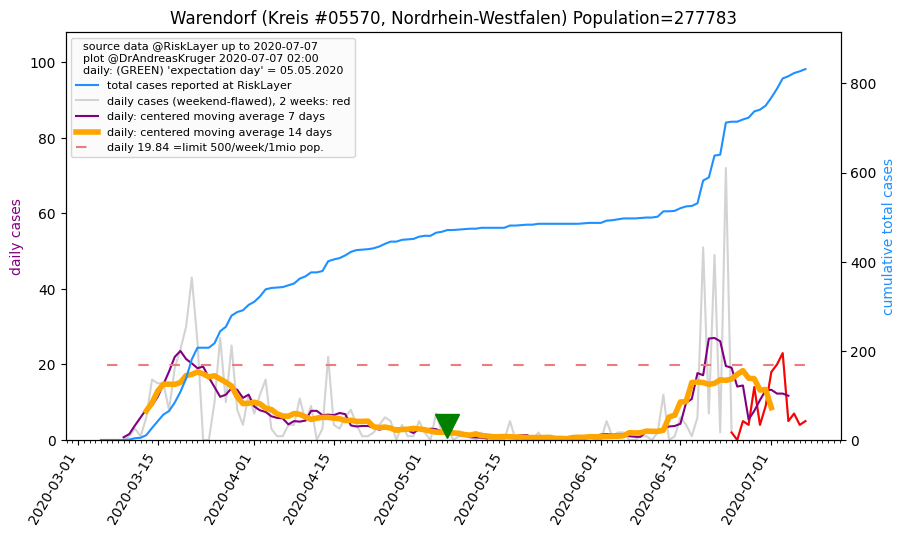 Warendorf (Kreis #05570, Nordrhein-Westfalen) Population=277783
source data @RiskLayer up to 2020-07-07
plot @DrAndreasKruger 2020-07-07 02:00
daily: (GREEN) 'expectation day' = 05.05.2020
total cases reported at RiskLayer
daily cases (weekend-flawed), 2 weeks: red
daily: centered moving average 7 days
daily: centered moving average 14 days
daily 19.84 =limit 500/week/1mio pop.
daily cases
100
80
60
40
20
0
cumulative total cases
800
600
400
200
0
2020-03-01
2020-03-15
2020-04-01
2020-04-15
2020-05-01
2020-05-15
2020-06-01
2020-06-15
2020-07-01